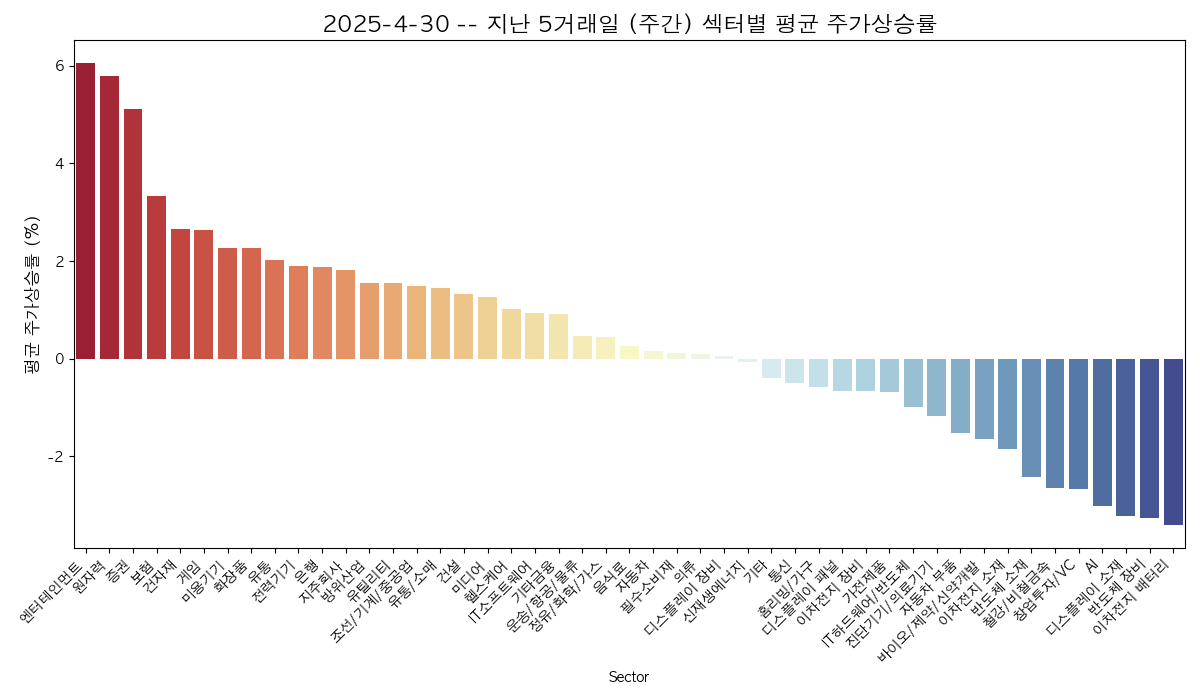 2025-4-30 -- 지난 5거래일 (주간) 섹터별 평균 주가상승률
평균 주가상승률 (%)
6
4
2
0
-2
엔터테인먼트
원자력
증권
보험
건자재
게임
미용기기
화장품
유통
전력기기
은행
지주회사
방위산업
유틸리티
조선/기계/중공업
유통/소매
건설
미디어
헬스케어
IT소프트웨어
기타금융
운송/항공/물류
정유/화학/가스
음식료
자동차
필수소비재
의류
디스플레이 장비
신재생에너지
기타
통신
홈리빙/가구
디스플레이 패널
이차전지 장비
가전제품
IT하드웨어/반도체
진단기기/의료기기
자동차 부품
바이오/제약/신약개발
이차전지 소재
반도체 소재
철강/비철금속
창업투자/VC
AI
디스플레이 소재
반도체 장비
이차전지 배터리
Sector